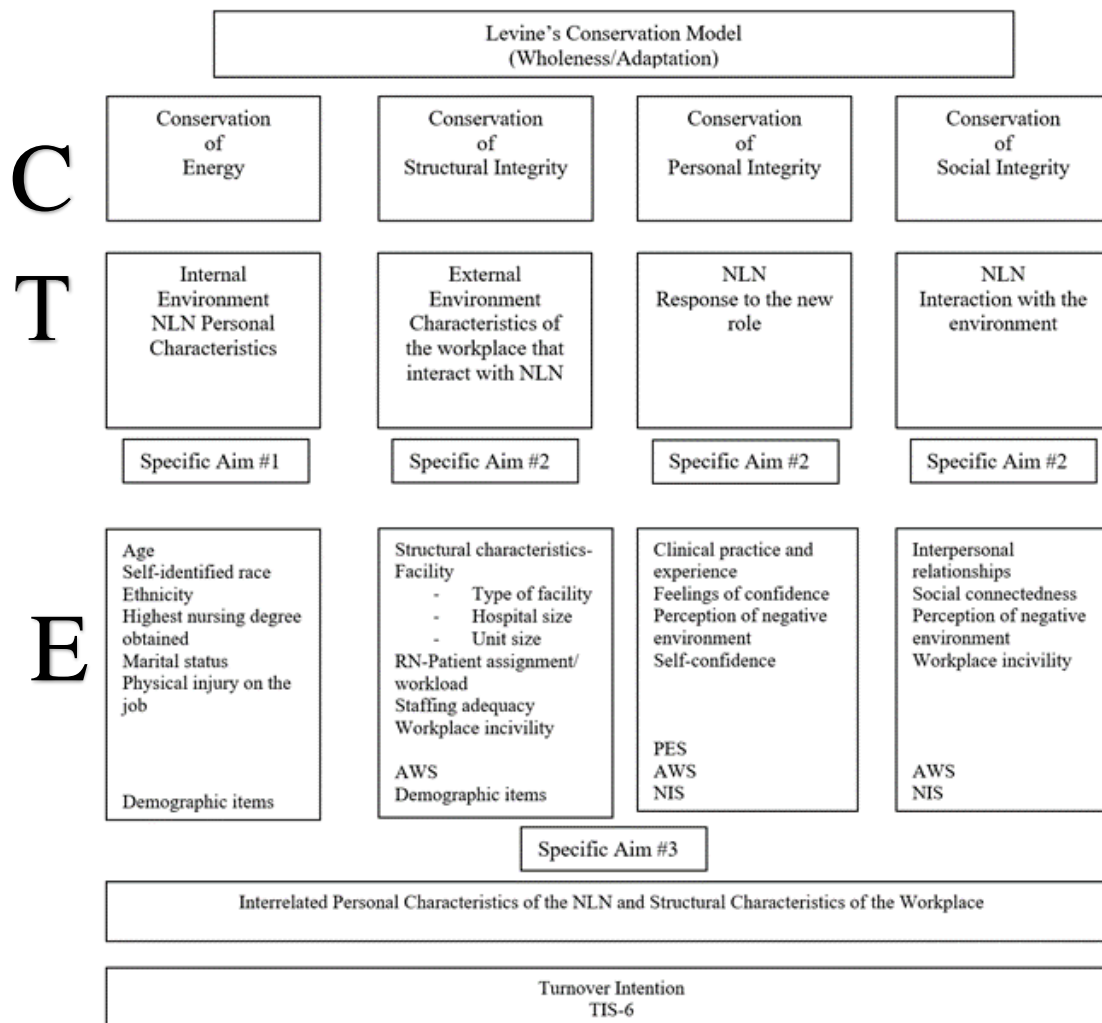 Levine's Conservation Model
(Wholeness/Adaptation)
C
Conservation
of
Energy
Conservation
of
Structural Integrity
Conservation
of
Personal Integrity
Conservation
of
Social Integrity
T
Internal
Environment
NLN Personal
Characteristics
External
Environment
Characteristics of
the workplace that
interact with NLN
NLN
Response to the new
role
NLN
Interaction with the
environment
Specific Aim #1
Specific Aim #2
Specific Aim #2
Specific Aim #2
E
Age
Self-identified race
Ethnicity
Highest nursing degree
obtained
Marital status
Physical injury on the
job
Demographic items
Structural characteristics-
Facility
- Type of facility
- Hospital size
- Unit size
RN-Patient assignment/
workload
Staffing adequacy
Workplace incivility
AWS
Demographic items
Clinical practice and
experience
Feelings of confidence
Perception of negative
environment
Self-confidence
PES
AWS
NIS
Interpersonal
relationships
Social connectedness
Perception of negative
environment
Workplace incivility
AWS
NIS
Specific Aim #3
Interrelated Personal Characteristics of the NLN and Structural Characteristics of the Workplace
Turnover Intention
TIS-6